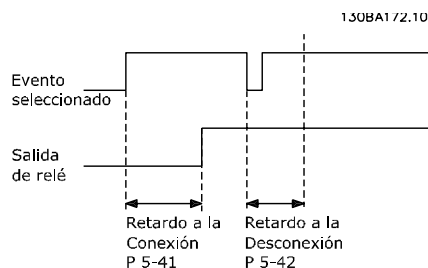 130BA172.10
Evento
seleccionado
Salida
de relé
Retardo a la
Conexión
P 5-41
Retardo a la
Desconexión
P 5-42